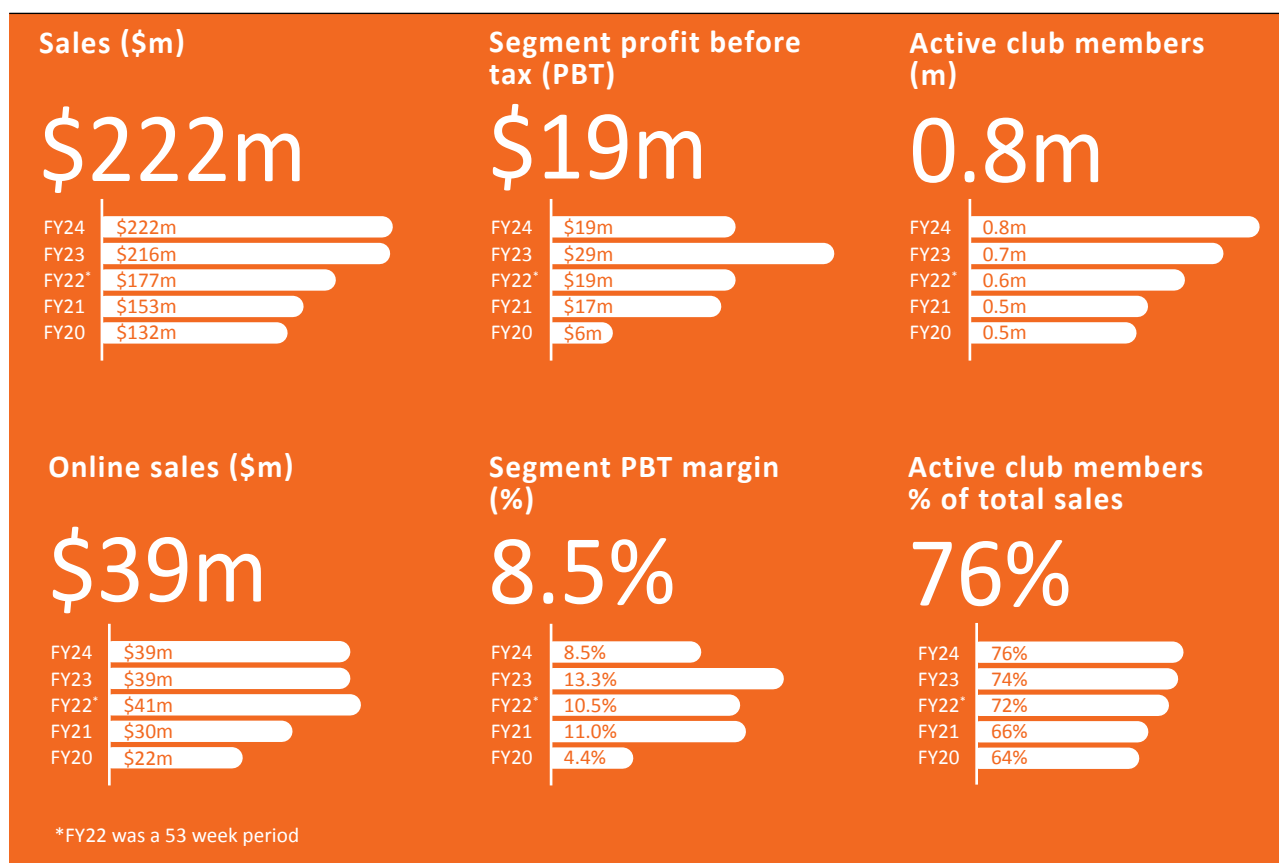 Sales ($m)
$222m
FY24 $222m
FY23 $216m
FY22* $177m
FY21 $153m
FY20 $132m
Segment profit before
tax (PBT)
$19m
FY24 $19m
FY23 $29m
FY22* $19m
FY21 $17m
FY20 $6m
Active club members
(m)
0.8m
FY24 0.8m
FY23 0.7m
FY22* 0.6m
FY21 0.5m
FY20 0.5m
Online sales ($m)
$39m
FY24 $39m
FY23 $39m
FY22* $41m
FY21 $30m
FY20 $22m
Segment PBT margin
(%)
8.5%
FY24 8.5%
FY23 13.3%
FY22* 10.5%
FY21 11.0%
FY20 4.4%
Active club members
% of total sales
76%
FY24 76%
FY23 74%
FY22* 72%
FY21 66%
FY20 64%
*FY22 was a 53 week period